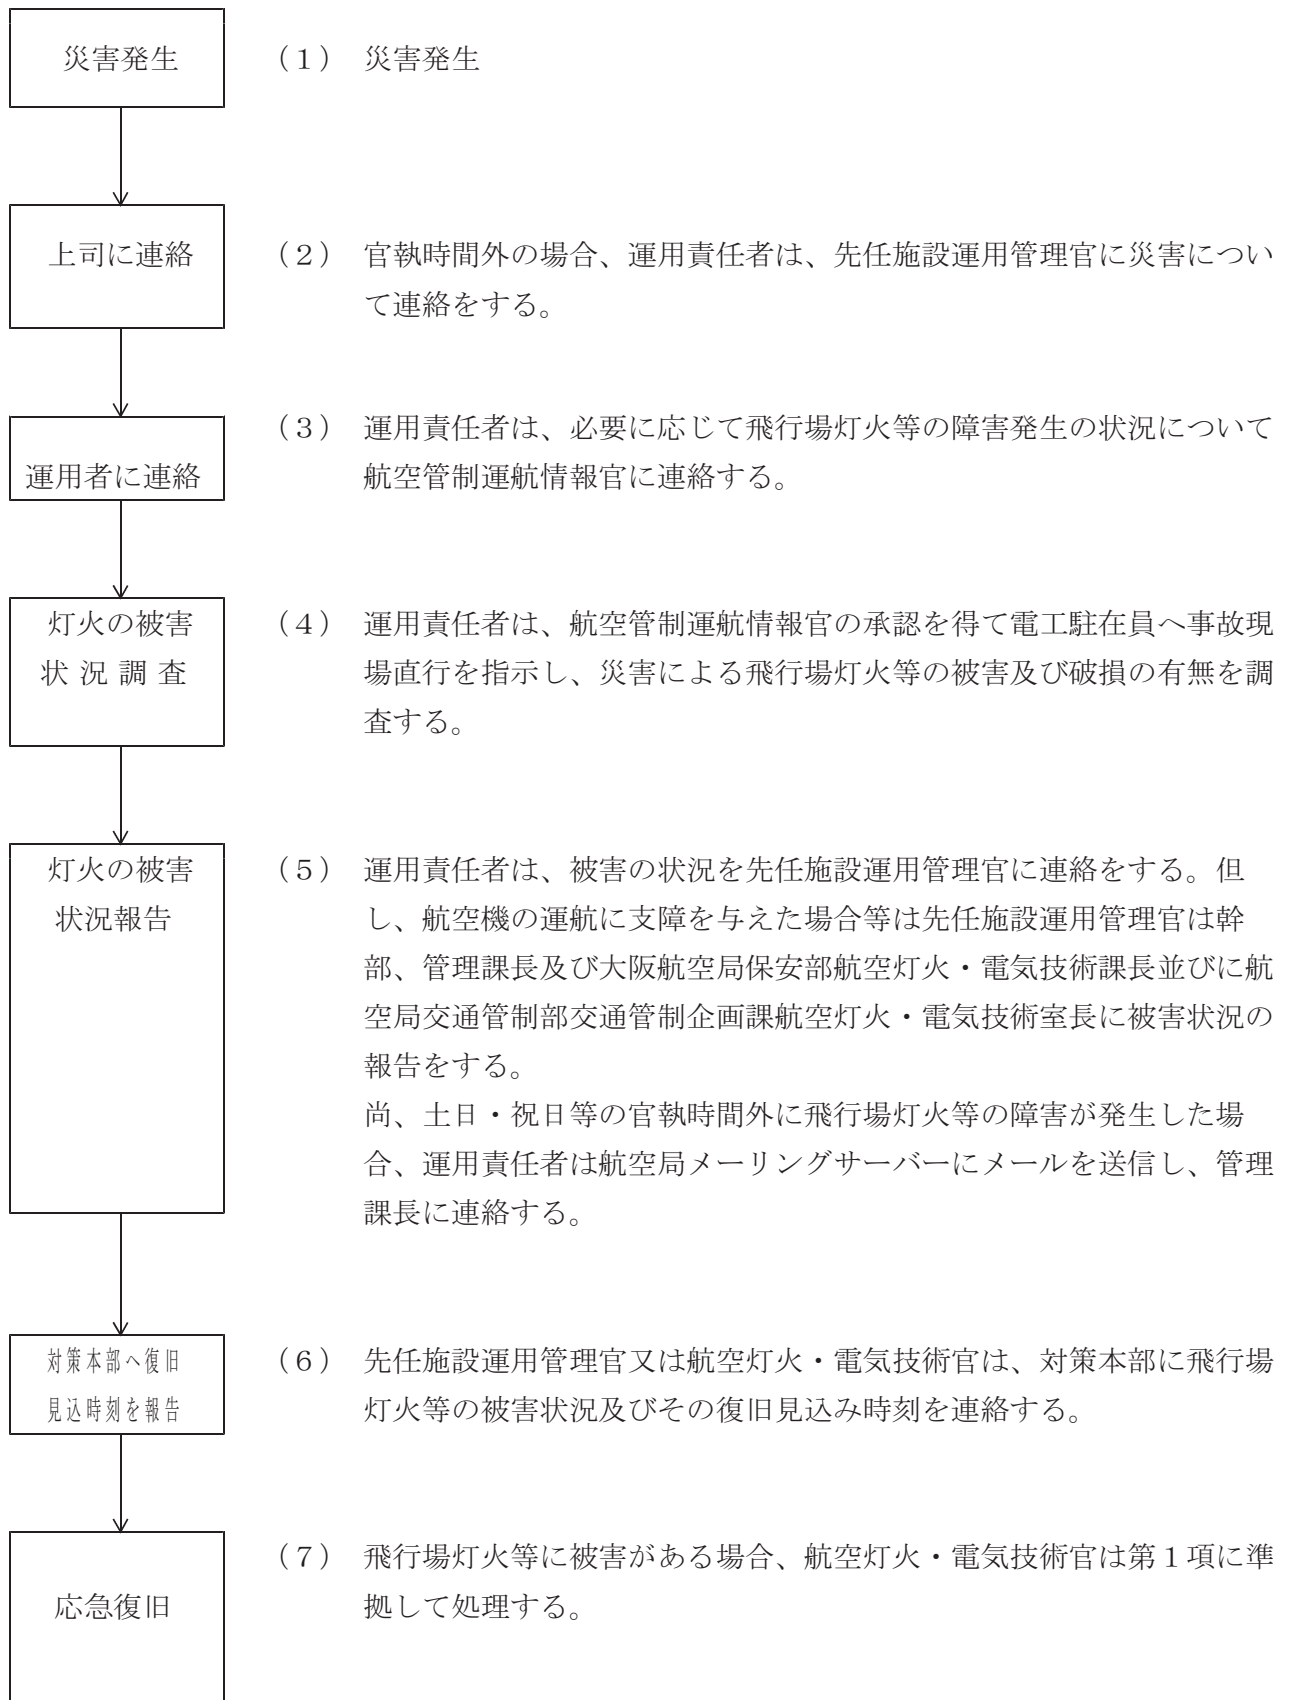 災害発生
（１） 災害発生
上司に連絡
（２） 官執時間外の場合、運用責任者は、先任施設運用管理官に災害につい
て連絡をする。
運用者に連絡
（３） 運用責任者は、必要に応じて飛行場灯火等の障害発生の状況について
航空管制運航情報官に連絡する。
灯火の被害
状況調査
（４） 運用責任者は、航空管制運航情報官の承認を得て電工駐在員へ事故現
場直行を指示し、災害による飛行場灯火等の被害及び破損の有無を調
査する。
灯火の被害
状況報告
（５） 運用責任者は、被害の状況を先任施設運用管理官に連絡をする。但
し、航空機の運航に支障を与えた場合等は先任施設運用管理官は幹
部、管理課長及び大阪航空局保安部航空灯火・電気技術課長並びに航
空局交通管制部交通管制企画課航空灯火・電気技術室長に被害状況の
報告をする。
尚、土日・祝日等の官執時間外に飛行場灯火等の障害が発生した場
合、運用責任者は航空局メーリングサーバーにメールを送信し、管理
課長に連絡する。
対策本部へ復旧
見込時刻を報告
（６） 先任施設運用管理官又は航空灯火・電気技術官は、対策本部に飛行場
灯火等の被害状況及びその復旧見込み時刻を連絡する。
応急復旧
（７） 飛行場灯火等に被害がある場合、航空灯火・電気技術官は第１項に準
拠して処理する。